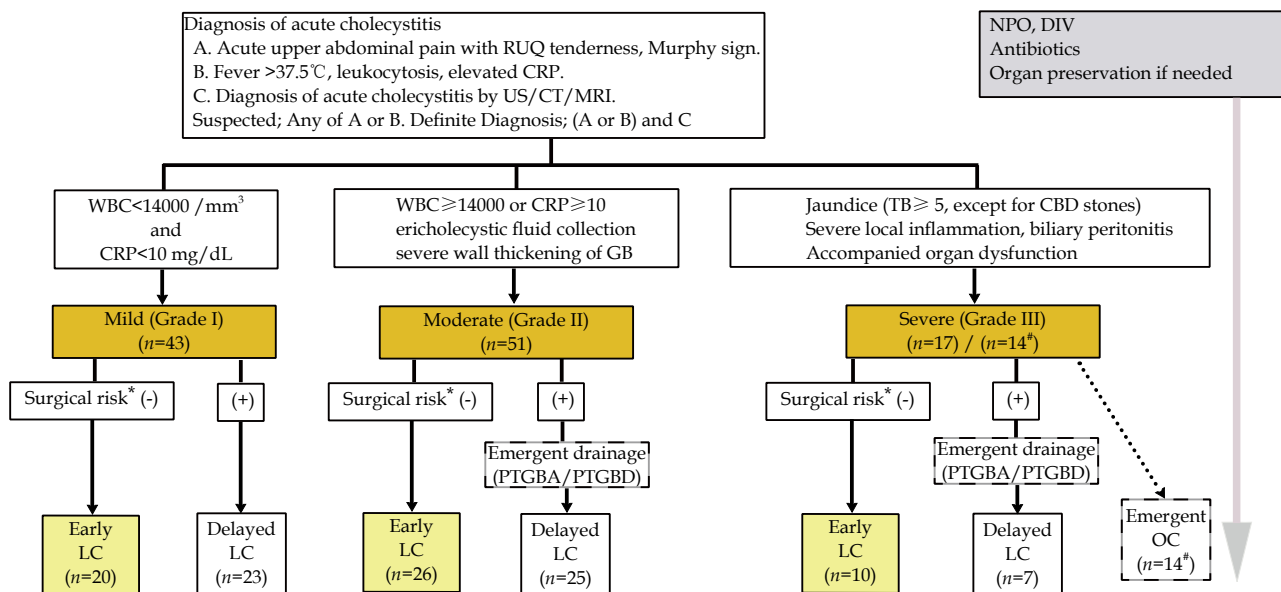 Diagnosis of acute cholecystitis
A. Acute upper abdominal pain with RUQ tenderness, Murphy sign.
B. Fever >37.5℃, leukocytosis, elevated CRP.
C. Diagnosis of acute cholecystitis by US/CT/MRI.
Suspected; Any of A or B. Definite Diagnosis; (A or B) and C
NPO, DIV
Antibiotics
Organ preservation if needed
WBC<14000 /mm³
and
CRP<10 mg/dL
WBC≥14000 or CRP≥10
ericholecystic fluid collection
severe wall thickening of GB
Jaundice (TB≥ 5, except for CBD stones)
Severe local inflammation, biliary peritonitis
Accompanied organ dysfunction
Mild (Grade I)
(n=43)
Moderate (Grade II)
(n=51)
Severe (Grade III)
(n=17) / (n=14#)
Surgical risk* (-)
(+)
Surgical risk* (-)
(+)
Surgical risk* (-)
(+)
Emergent drainage
(PTGBA/PTGBD)
Emergent drainage
(PTGBA/PTGBD)
Early
LC
(n=20)
Delayed
LC
(n=23)
Early
LC
(n=26)
Delayed
LC
(n=25)
Early
LC
(n=10)
Delayed
LC
(n=7)
Emergent
OC
(n=14#)